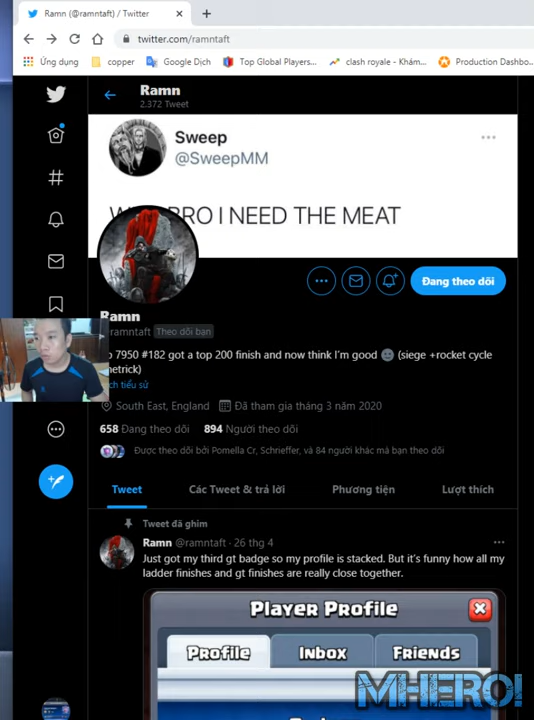 Ramn (@ramntaft) / Twitter
twitter.com/ramntaft
Ứng dụng
copper
Google Dịch
Top Global Players...
clash royale - Khám...
Production Dashbo...
Ramn
2.372 Tweet
Sweep
@SweepMM
BRO I NEED THE MEAT
Đang theo dõi
Ramn
ramntaft Theo dõi bạn
7950 #182 got a top 200 finish and now think I'm good 🌚 (siege +rocket cycle
metrick)
ch tiểu sử
South East, England Đã tham gia tháng 3 năm 2020
658 Đang theo dõi 894 Người theo dõi
Được theo dõi bởi Pomella Cr, Schrieffer, và 84 người khác mà bạn theo dõi
Tweet Các Tweet & trả lời Phương tiện Lượt thích
Tweet đã ghim
Ramn @ramntaft · 26 thg 4
Just got my third gt badge so my profile is stacked. But it's funny how all my
ladder finishes and gt finishes are really close together.
Player Profile
Profile Inbox Friends
MHERO!